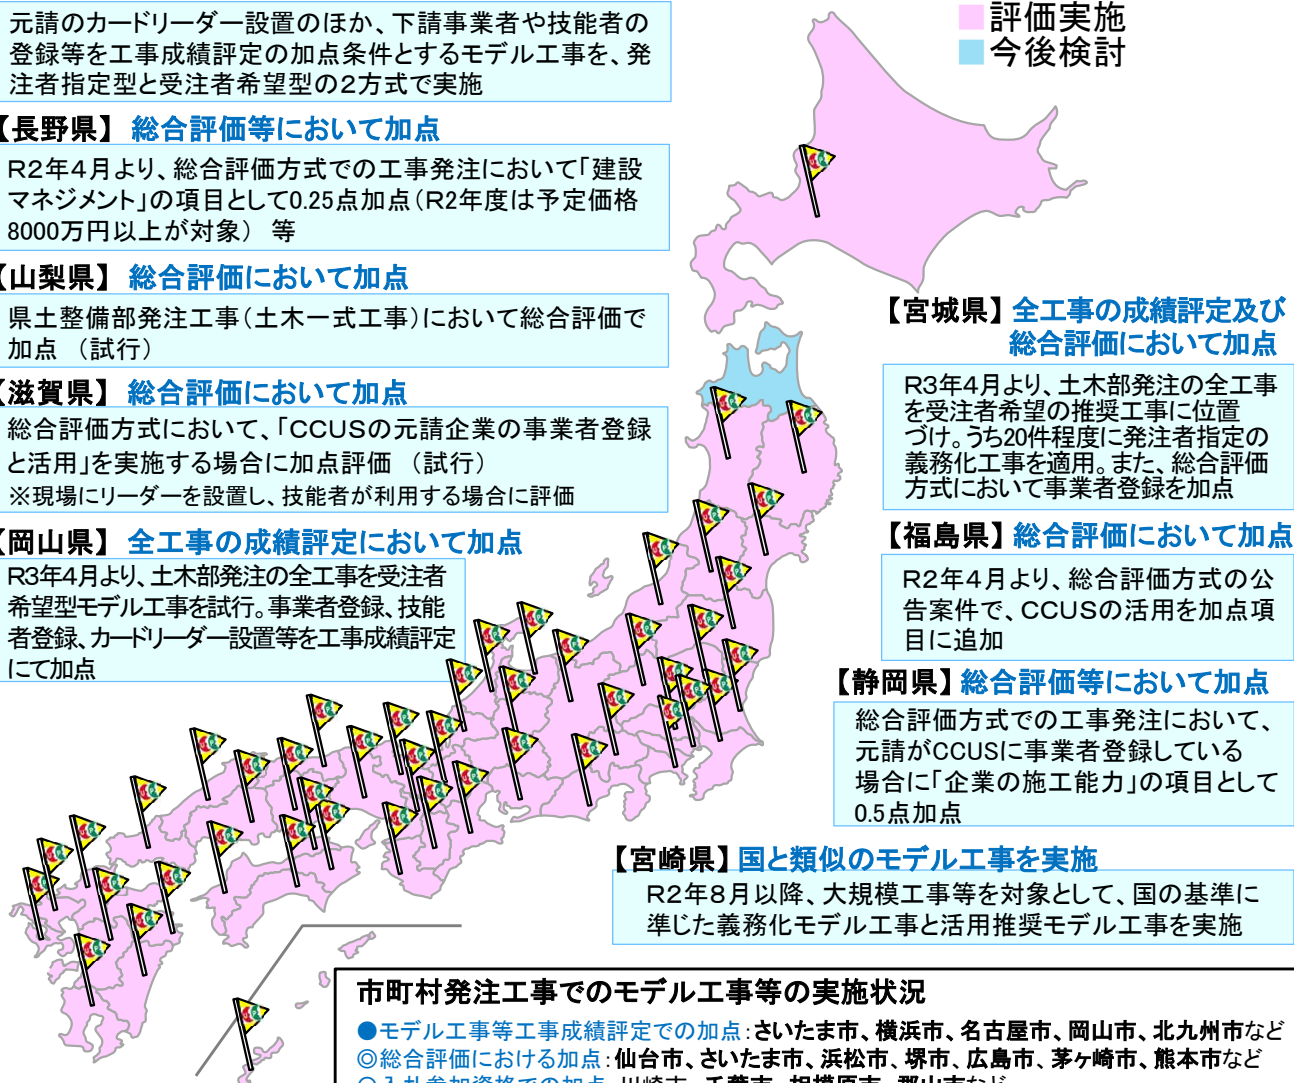 元請のカードリーダー設置のほか、下請事業者や技能者の
登録等を工事成績評定の加点条件とするモデル工事を、発
注者指定型と受注者希望型の2方式で実施
評価実施
今後検討
【長野県】 総合評価等において加点
R2年4月より、総合評価方式での工事発注において「建設
マネジメント」の項目として0.25点加点（R2年度は予定価格
8000万円以上が対象） 等
【山梨県】 総合評価において加点
県土整備部発注工事（土木一式工事）において総合評価で
加点 （試行）
【滋賀県】 総合評価において加点
総合評価方式において、「CCUSの元請企業の事業者登録
と活用」を実施する場合に加点評価 （試行）
※現場にリーダーを設置し、技能者が利用する場合に評価
【岡山県】 全工事の成績評定において加点
R3年4月より、土木部発注の全工事を受注者
希望型モデル工事を試行。事業者登録、技能
者登録、カードリーダー設置等を工事成績評定
にて加点
【宮城県】 全工事の成績評定及び
総合評価において加点
R3年4月より、土木部発注の全工事
を受注者希望の推奨工事に位置
づけ。うち20件程度に発注者指定の
義務化工事を適用。また、総合評価
方式において事業者登録を加点
【福島県】 総合評価において加点
R2年4月より、総合評価方式の公
告案件で、CCUSの活用を加点項
目に追加
【静岡県】 総合評価等において加点
総合評価方式での工事発注において、
元請がCCUSに事業者登録している
場合に「企業の施工能力」の項目として
0.5点加点
【宮崎県】 国と類似のモデル工事を実施
R2年8月以降、大規模工事等を対象として、国の基準に
準じた義務化モデル工事と活用推奨モデル工事を実施
市町村発注工事でのモデル工事等の実施状況
●モデル工事等工事成績評定での加点：さいたま市、横浜市、名古屋市、岡山市、北九州市など
◎総合評価における加点：仙台市、さいたま市、浜松市、堺市、広島市、茅ヶ崎市、熊本市など
○入札参加資格での加点：川崎市、千葉市、相模原市、郡山市など